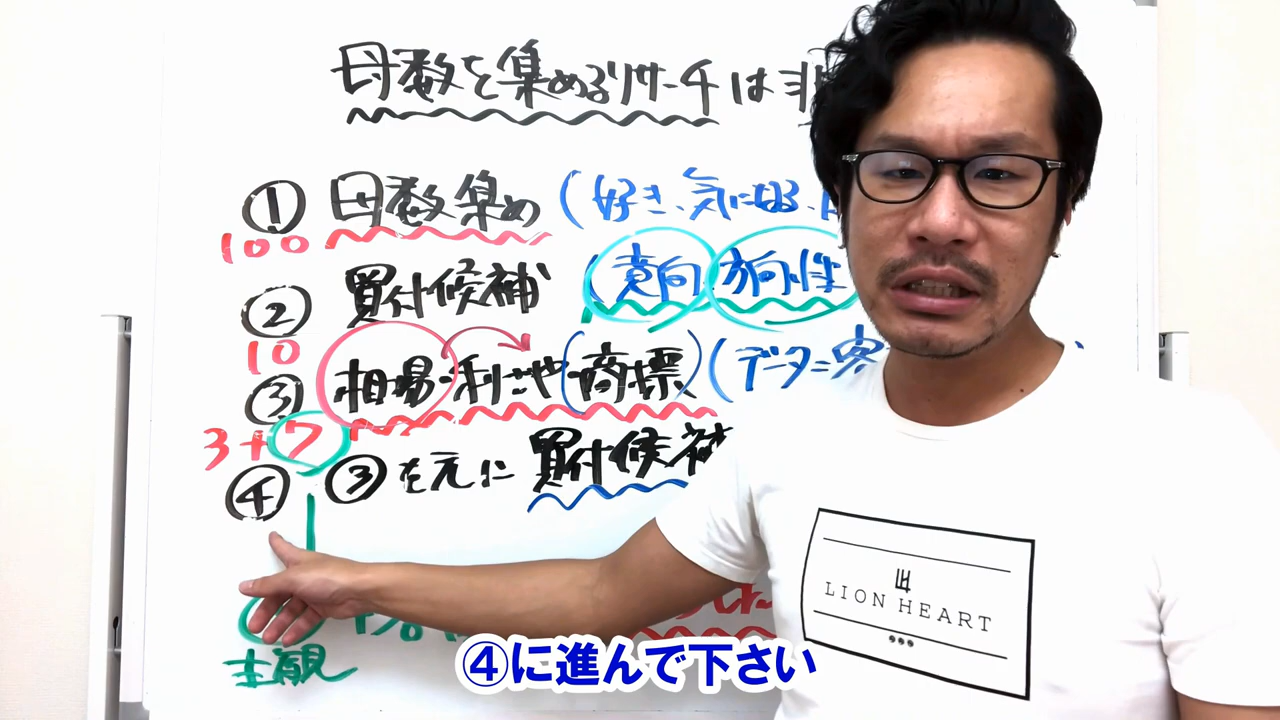 母数を集めるリサーチは非
① 母数集め (好き、気になる、
100
② 買付候補 (意向 方向性
10
③ 相場・利ざや(商標) (データ=客
3+7
④ ③を元に買付候補
主観
LH
LION HEART
④に進んで下さい